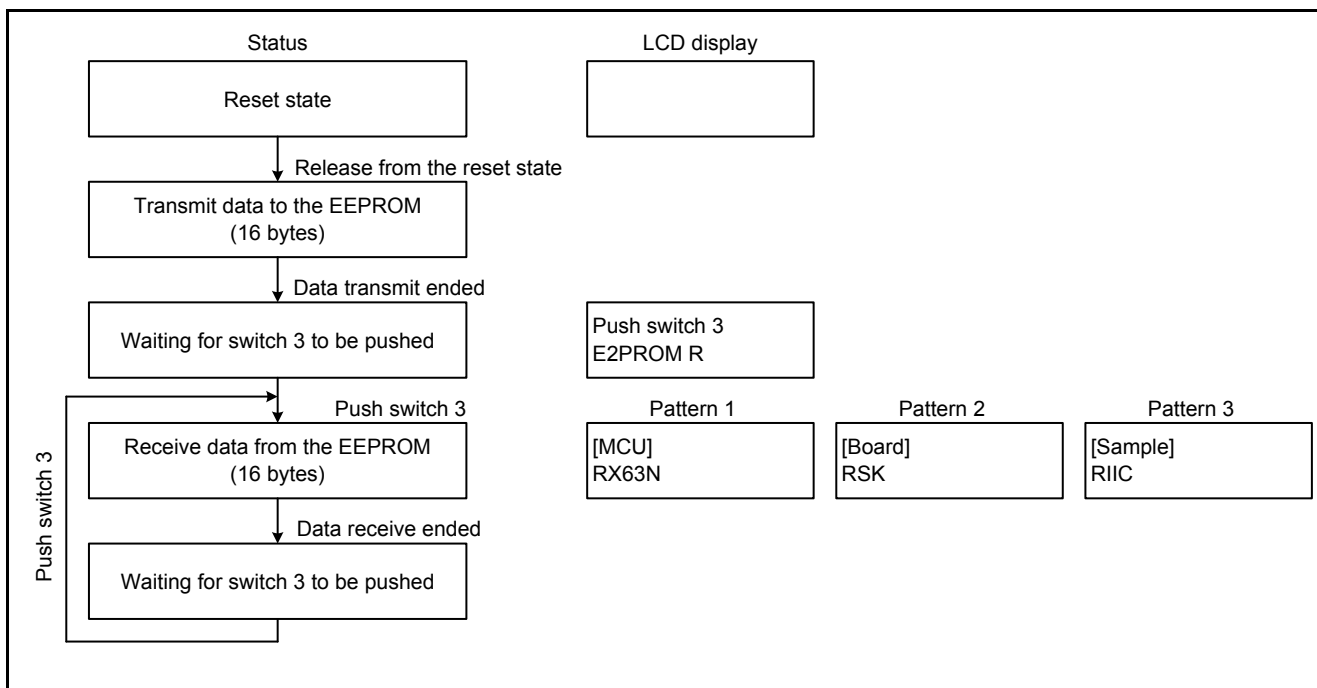 Status
LCD display
Reset state
Release from the reset state
Transmit data to the EEPROM
(16 bytes)
Data transmit ended
Waiting for switch 3 to be pushed
Push switch 3
E2PROM R
Push switch 3
Push switch 3
Pattern 1
Pattern 2
Pattern 3
Receive data from the EEPROM
(16 bytes)
[MCU]
RX63N
[Board]
RSK
[Sample]
RIIC
Data receive ended
Waiting for switch 3 to be pushed